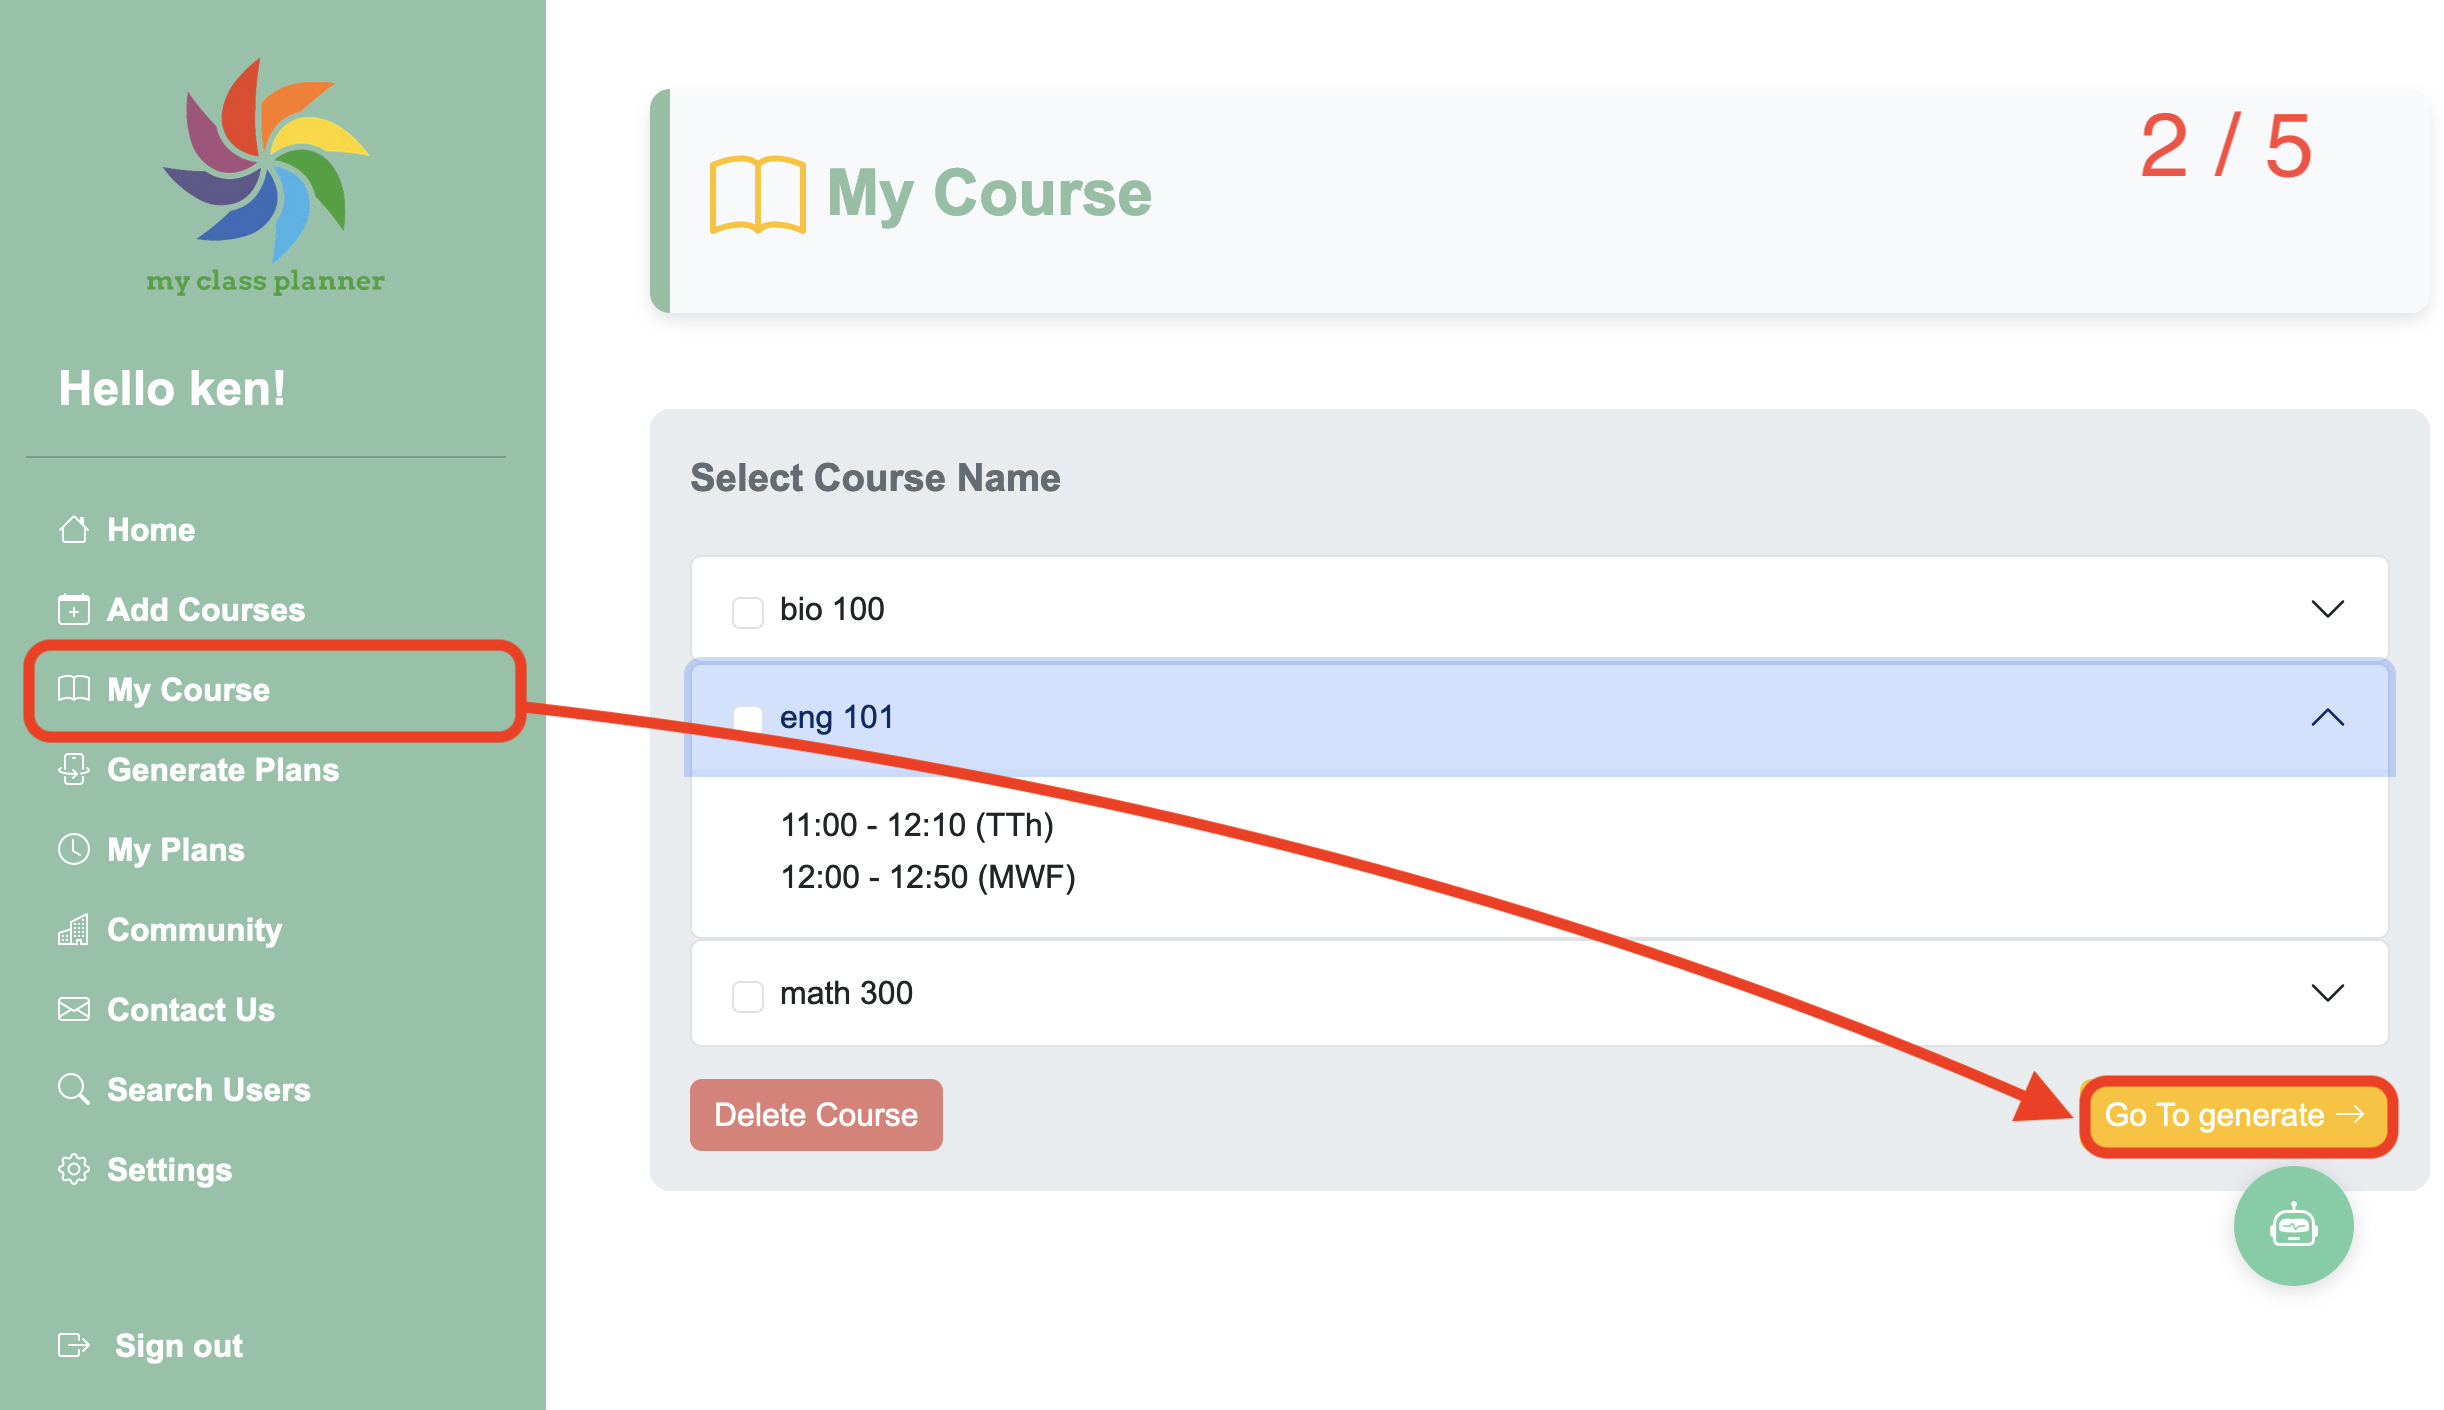 my class planner
Hello ken!
Home
Add Courses
My Course
Generate Plans
My Plans
Community
Contact Us
Search Users
Settings
Sign out
My Course
2 / 5
Select Course Name
bio 100
eng 101
11:00 - 12:10 (TTh)
12:00 - 12:50 (MWF)
math 300
Delete Course
Go To generate →